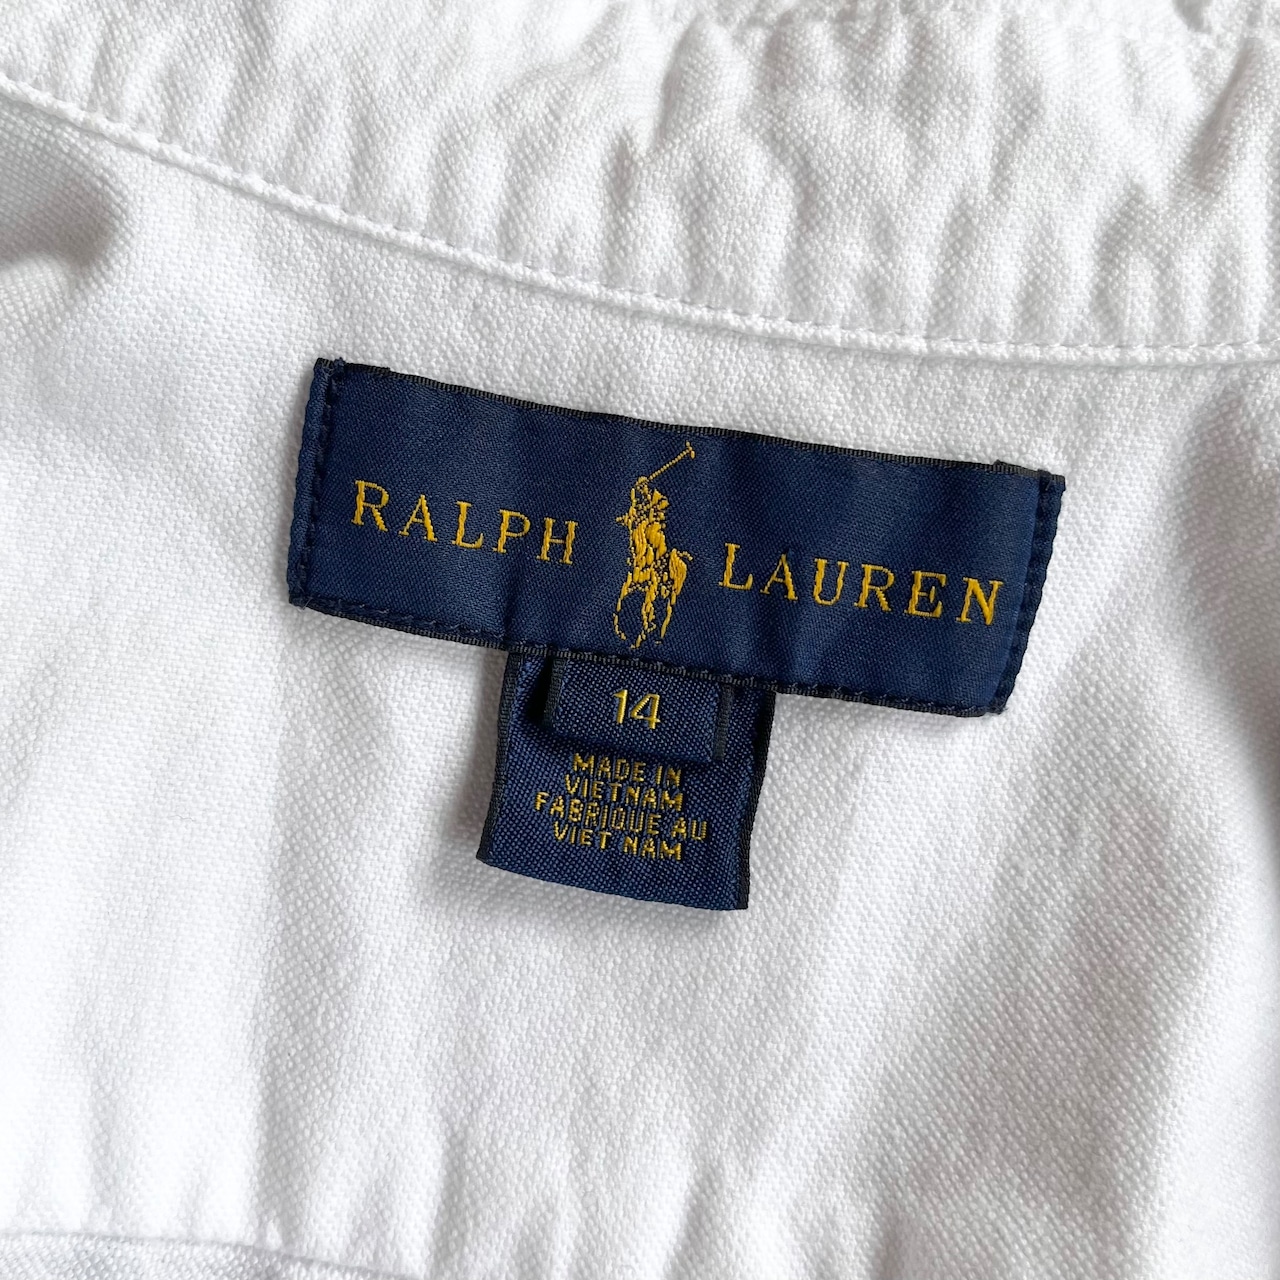 RALPH LAUREN
14
MADE IN
VIETNAM
FABRIQUE AU
VIET NAM